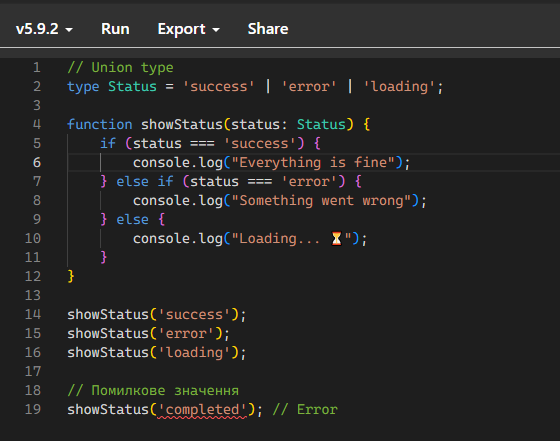 v5.9.2 Run Export Share
1 // Union type
2 type Status = 'success' | 'error' | 'loading';
3
4 function showStatus(status: Status) {
5     if (status === 'success') {
6         console.log("Everything is fine");
7     } else if (status === 'error') {
8         console.log("Something went wrong");
9     } else {
10         console.log("Loading... ⏳");
11     }
12 }
13
14 showStatus('success');
15 showStatus('error');
16 showStatus('loading');
17
18 // Помилкове значення
19 showStatus('completed'); // Error